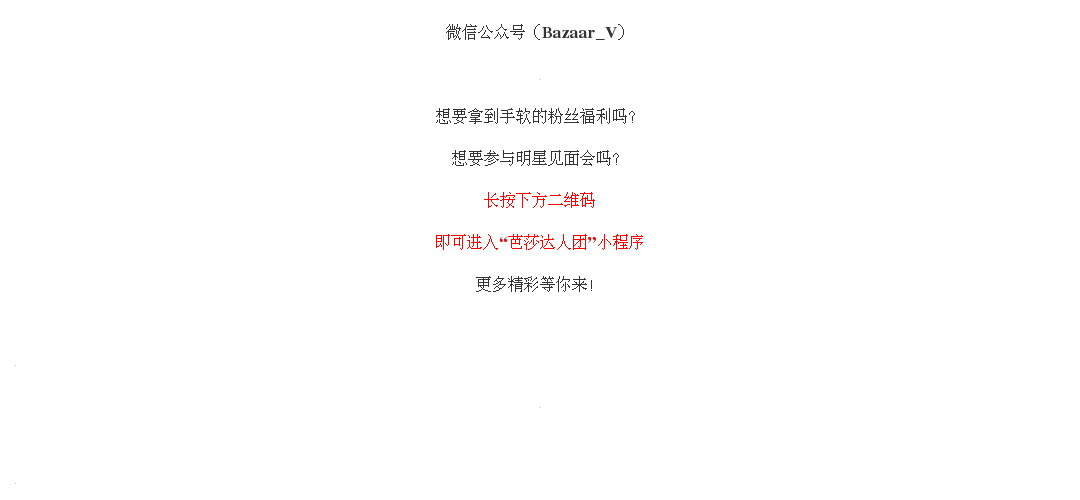 微信公众号（Bazaar_V）
想要拿到手软的粉丝福利吗?
想要参与明星见面会吗?
长按下方二维码
即可进入“芭莎达人团”小程序
更多精彩等你来!